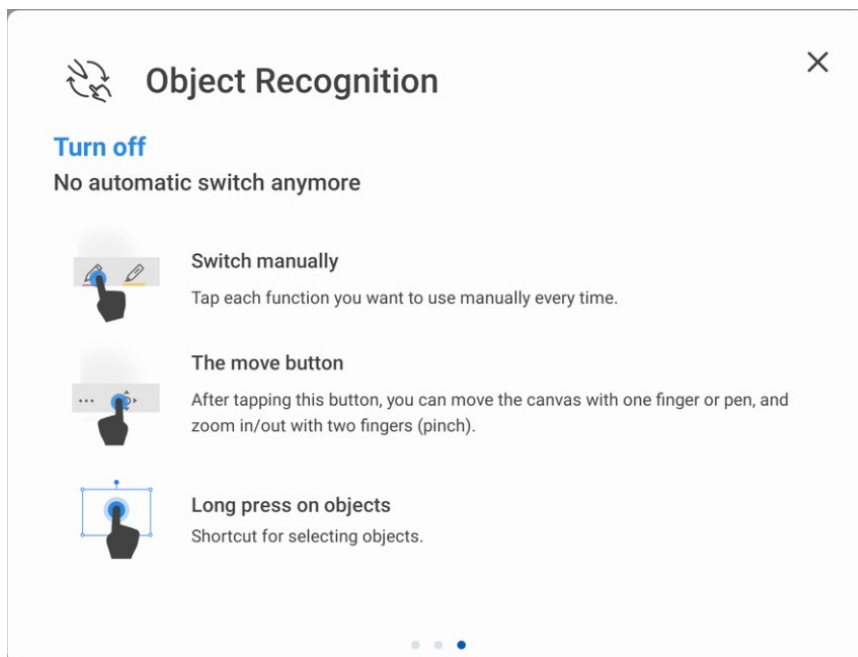 Object Recognition
Turn off
No automatic switch anymore
Switch manually
Tap each function you want to use manually every time.
The move button
After tapping this button, you can move the canvas with one finger or pen, and
zoom in/out with two fingers (pinch).
Long press on objects
Shortcut for selecting objects.